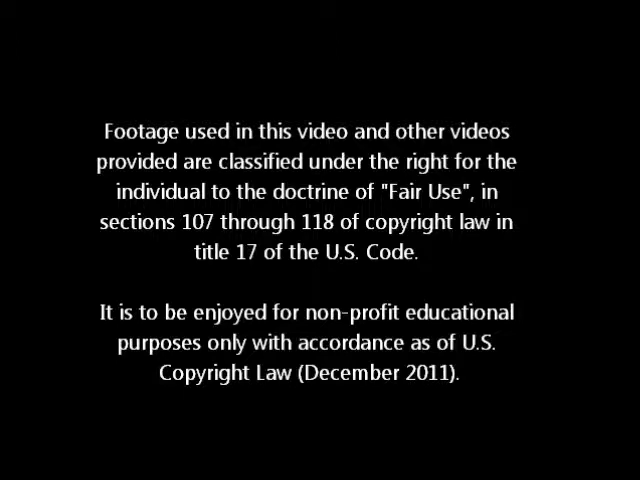 Footage used in this video and other videos
provided are classified under the right for the
individual to the doctrine of "Fair Use", in
sections 107 through 118 of copyright law in
title 17 of the U.S. Code.
It is to be enjoyed for non-profit educational
purposes only with accordance as of U.S.
Copyright Law (December 2011).